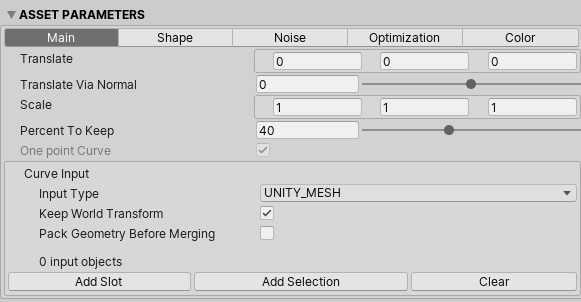 ASSET PARAMETERS
Main Shape Noise Optimization Color
Translate 0 0 0
Translate Via Normal 0
Scale 1 1 1
Percent To Keep 40
One point Curve
Curve Input
Input Type UNITY_MESH
Keep World Transform
Pack Geometry Before Merging
0 input objects
Add Slot Add Selection Clear